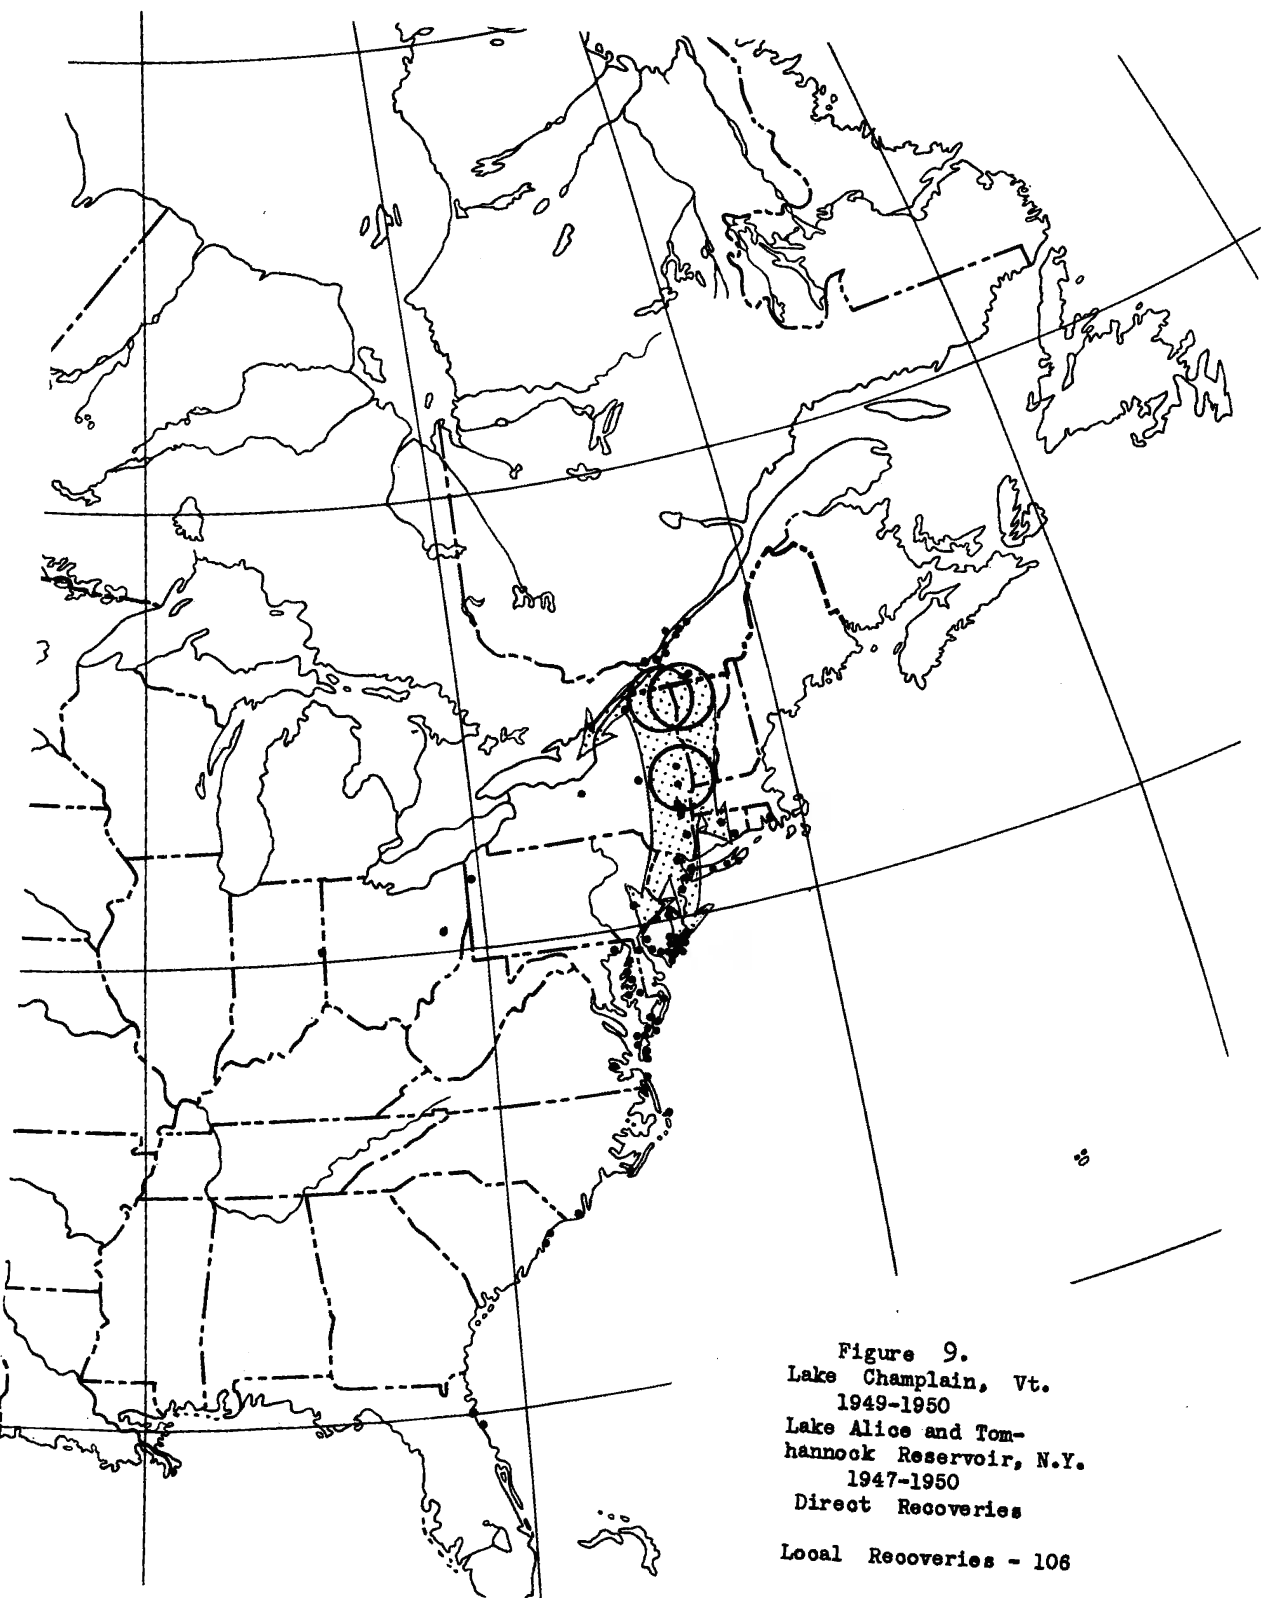 Figure 9.
Lake Champlain, Vt.
1949-1950
Lake Alice and Tom-
hannock Reservoir, N.Y.
1947-1950
Direct Recoveries
Local Recoveries - 106